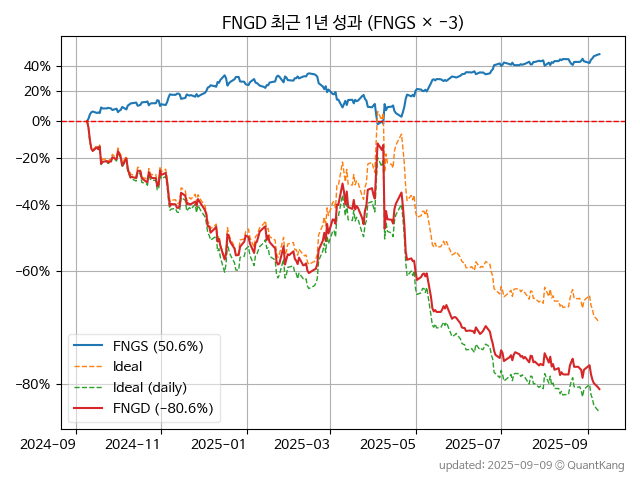 FNGD 최근 1년 성과 (FNGS × −3)
40%
20%
0%
−20%
−40%
−60%
−80%
FNGS (50.6%)
Ideal
Ideal (daily)
FNGD (−80.6%)
2024-09 2024-11 2025-01 2025-03 2025-05 2025-07 2025-09
updated: 2025-09-09 © QuantKang